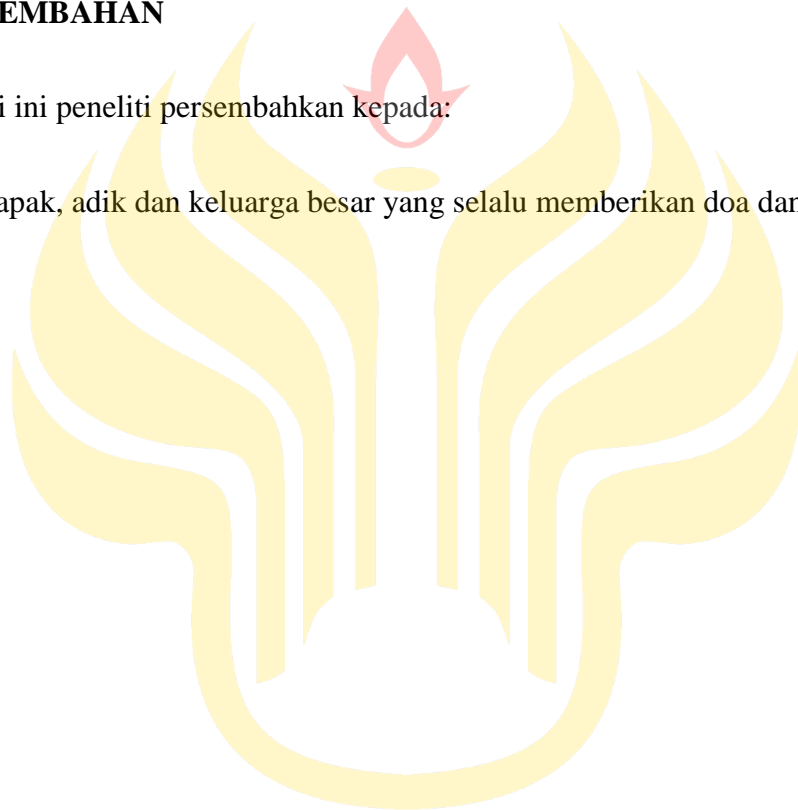 EMBAHAN
i ini peneliti persembahkan kepada:
apak, adik dan keluarga besar yang selalu memberikan doa dan